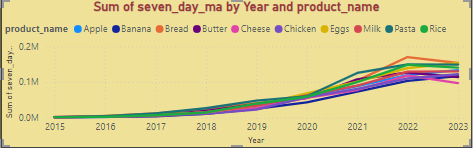 Sum of seven_day_ma by Year and product_name
product_name Apple Banana Bread Butter Cheese Chicken Eggs Milk Pasta Rice
Sum of seven_day...
0.2M
0.1M
0.0M
2015 2016 2017 2018 2019 2020 2021 2022 2023
Year